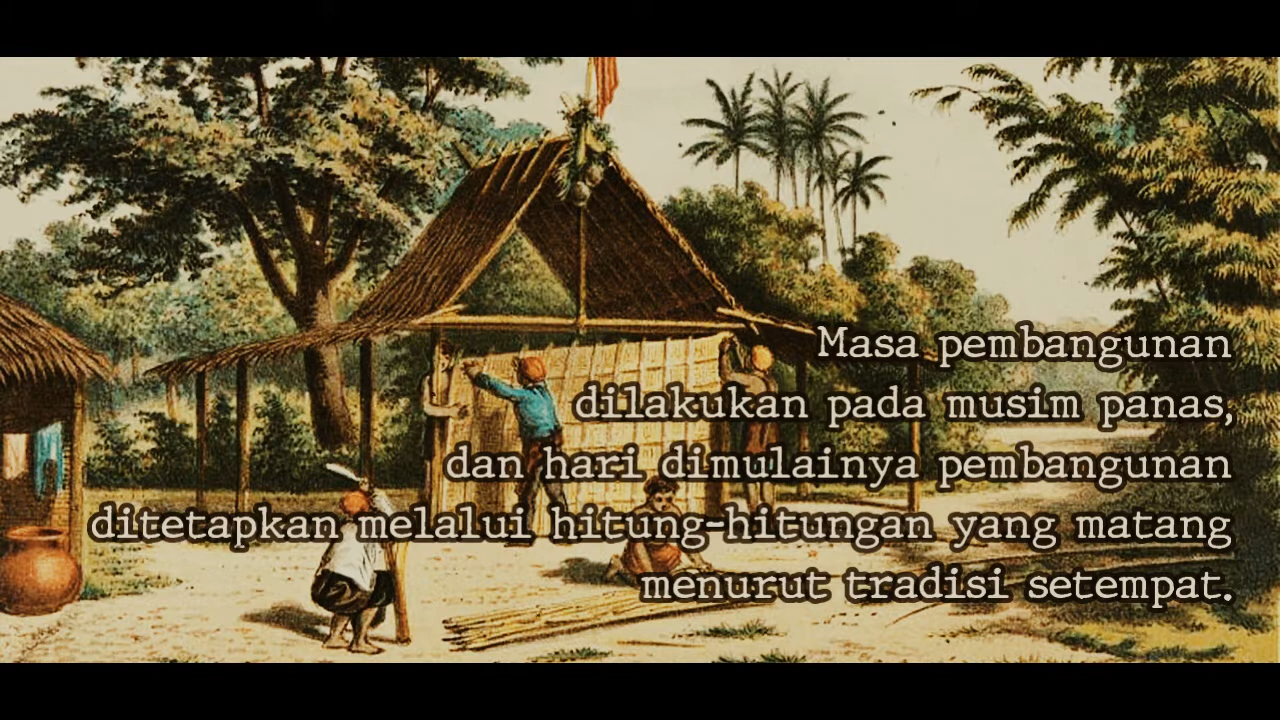 Masa pembangunan
dilakukan pada musim panas,
dan hari dimulainya pembangunan
ditetapkan melalui hitung-hitungan yang matang
menurut tradisi setempat.